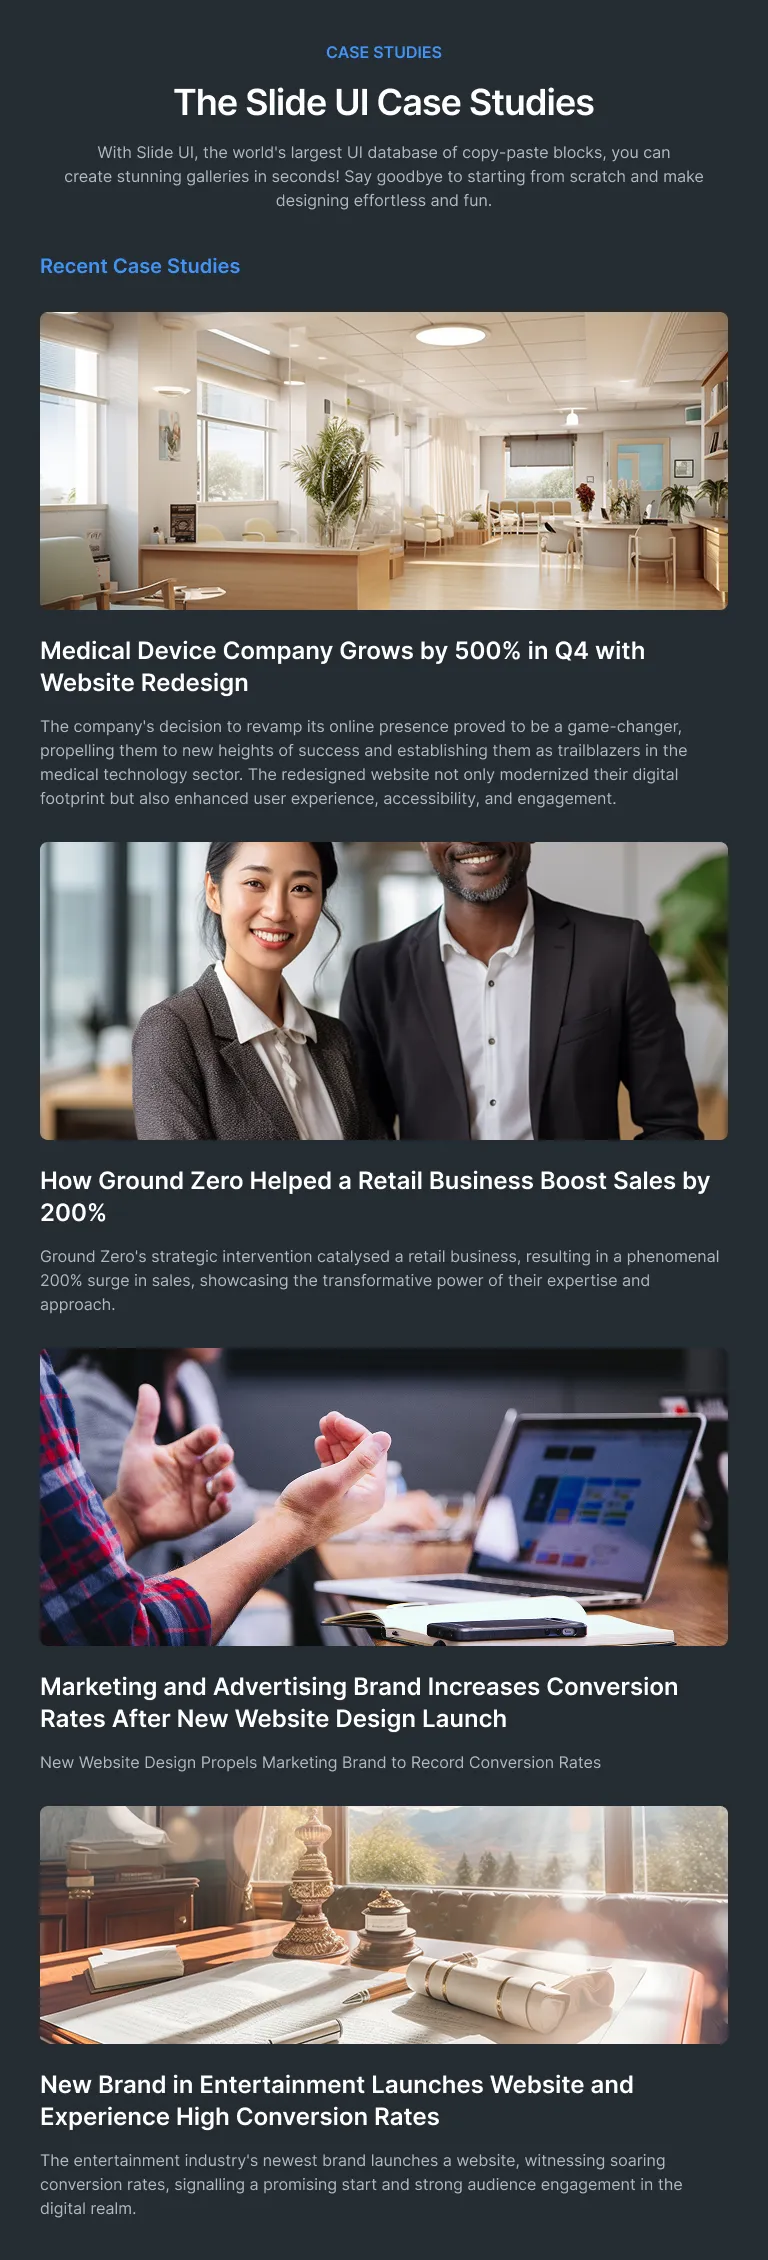 CASE STUDIES
The Slide UI Case Studies
With Slide UI, the world's largest UI database of copy-paste blocks, you can
create stunning galleries in seconds! Say goodbye to starting from scratch and make
designing effortless and fun.
Recent Case Studies
Medical Device Company Grows by 500% in Q4 with
Website Redesign
The company's decision to revamp its online presence proved to be a game-changer,
propelling them to new heights of success and establishing them as trailblazers in the
medical technology sector. The redesigned website not only modernized their digital
footprint but also enhanced user experience, accessibility, and engagement.
How Ground Zero Helped a Retail Business Boost Sales by
200%
Ground Zero's strategic intervention catalysed a retail business, resulting in a phenomenal
200% surge in sales, showcasing the transformative power of their expertise and
approach.
Marketing and Advertising Brand Increases Conversion
Rates After New Website Design Launch
New Website Design Propels Marketing Brand to Record Conversion Rates
New Brand in Entertainment Launches Website and
Experience High Conversion Rates
The entertainment industry's newest brand launches a website, witnessing soaring
conversion rates, signalling a promising start and strong audience engagement in the
digital realm.